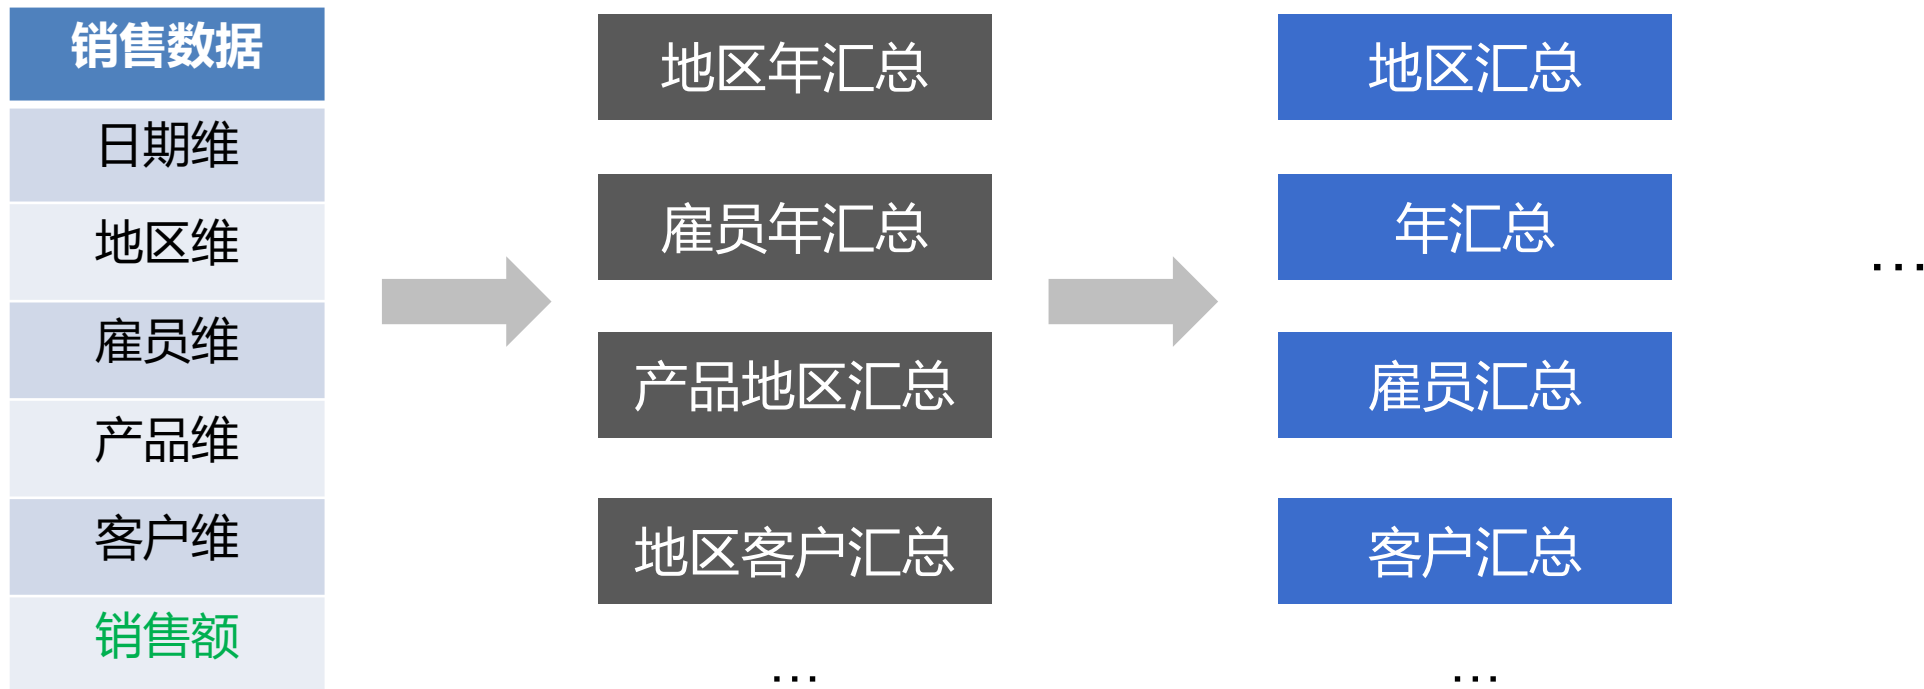 销售数据
日期维
地区维
雇员维
产品维
客户维
销售额
地区年汇总
雇员年汇总
产品地区汇总
地区客户汇总
...
地区汇总
年汇总
雇员汇总
客户汇总
...
...